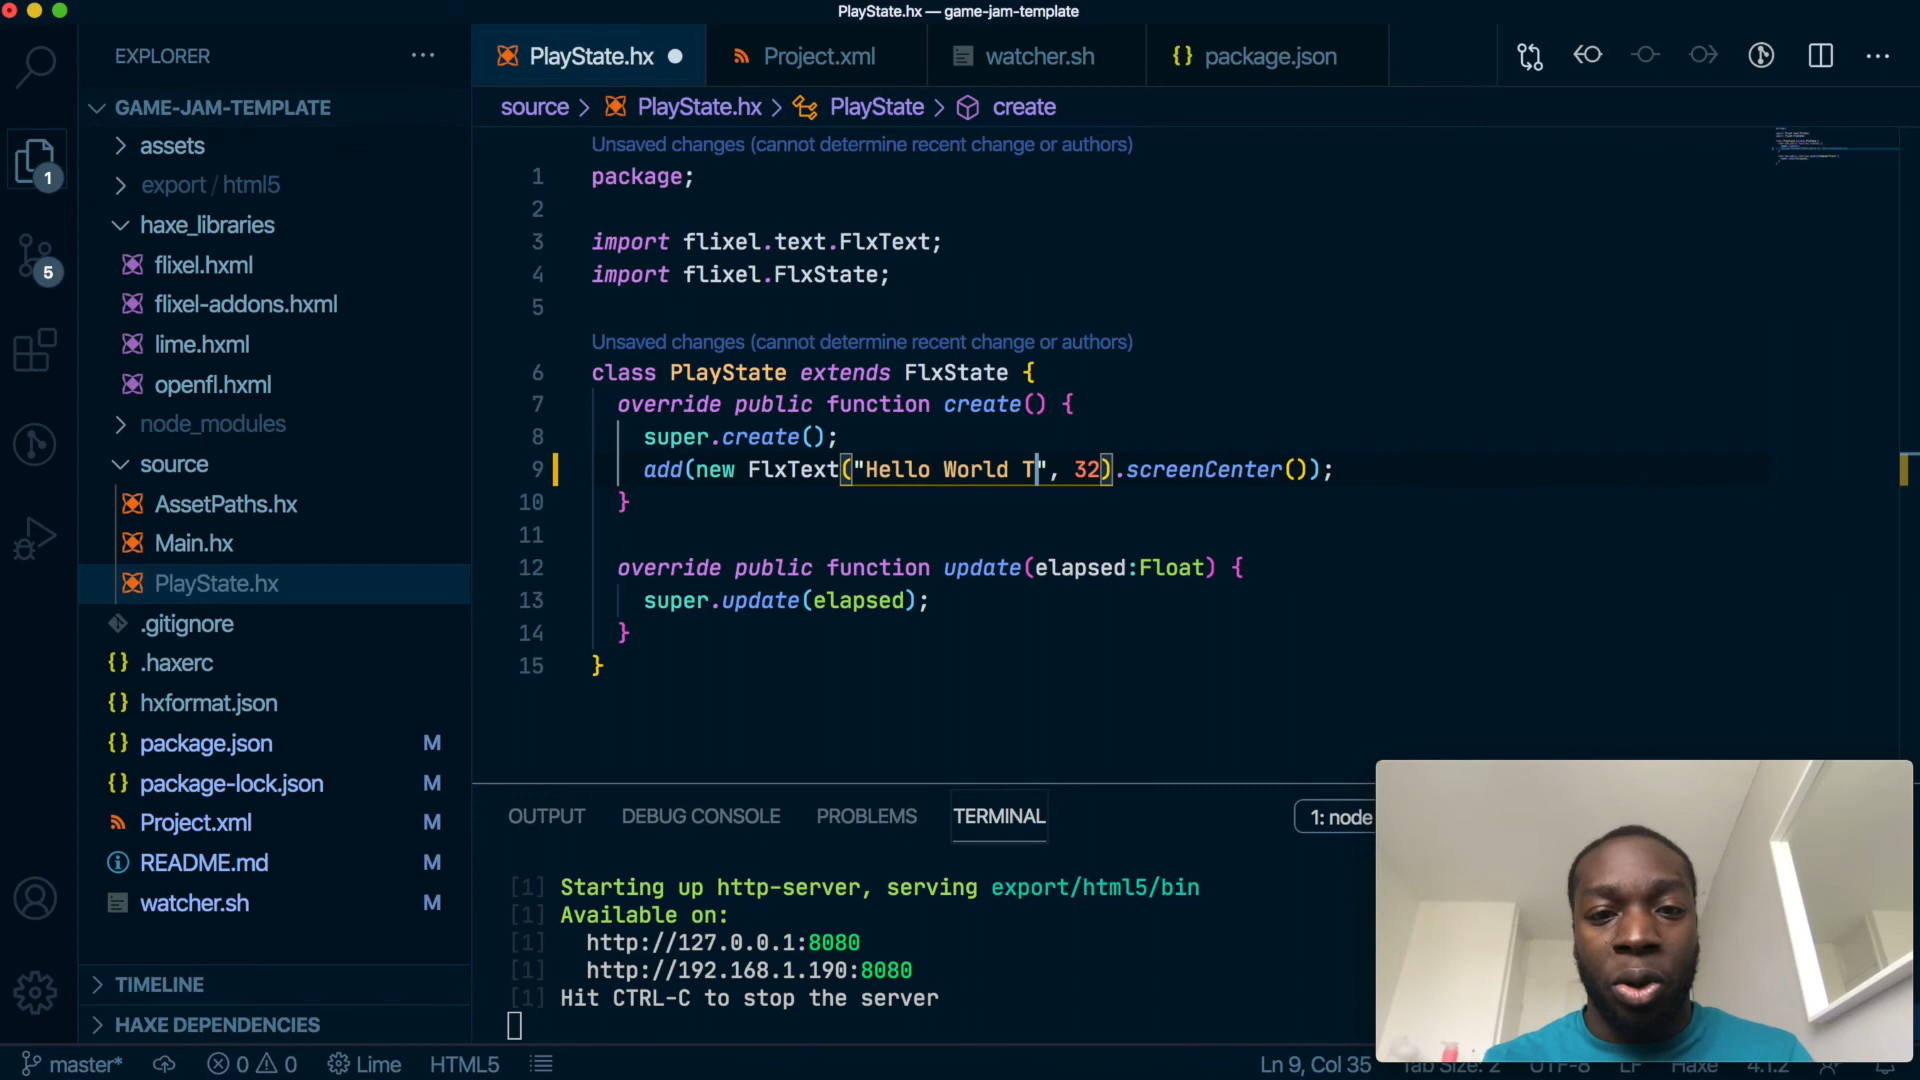 PlayState.hx — game-jam-template
EXPLORER
PlayState.hx
Project.xml
watcher.sh
{} package.json
GAME-JAM-TEMPLATE
source > PlayState.hx > PlayState > create
assets
export / html5
haxe_libraries
flixel.hxml
flixel-addons.hxml
lime.hxml
openfl.hxml
node_modules
source
AssetPaths.hx
Main.hx
PlayState.hx
.gitignore
{} .haxerc
{} hxformat.json
{} package.json M
{} package-lock.json M
Project.xml M
README.md M
watcher.sh M
TIMELINE
HAXE DEPENDENCIES
1
5
Unsaved changes (cannot determine recent change or authors)
1 package;
2
3 import flixel.text.FlxText;
4 import flixel.FlxState;
5
Unsaved changes (cannot determine recent change or authors)
6 class PlayState extends FlxState {
7 override public function create() {
8 super.create();
9 add(new FlxText("Hello World T", 32).screenCenter());
10 }
11
12 override public function update(elapsed:Float) {
13 super.update(elapsed);
14 }
15 }
OUTPUT DEBUG CONSOLE PROBLEMS TERMINAL 1: node
[1] Starting up http-server, serving export/html5/bin
[1] Available on:
[1] http://127.0.0.1:8080
[1] http://192.168.1.190:8080
[1] Hit CTRL-C to stop the server
master* 0 0 Lime HTML5 Ln 9, Col 35 Tab Size: 2 UTF-8 LF Haxe 4.1.2